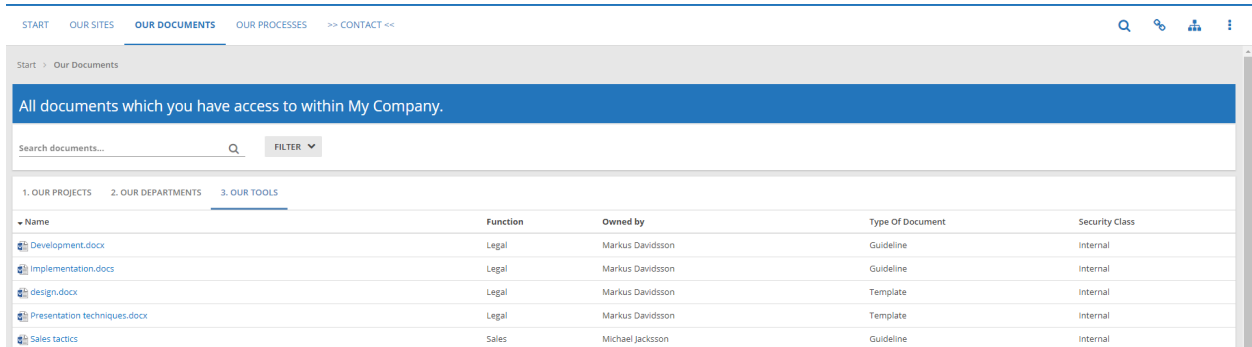 START OUR SITES OUR DOCUMENTS OUR PROCESSES >> CONTACT <<
Start > Our Documents
All documents which you have access to within My Company.
Search documents... FILTER
1. OUR PROJECTS 2. OUR DEPARTMENTS 3. OUR TOOLS
Name Function Owned by Type Of Document Security Class
Development.docx Legal Markus Davidsson Guideline Internal
Implementation.docs Legal Markus Davidsson Guideline Internal
design.docx Legal Markus Davidsson Template Internal
Presentation techniques.docx Legal Markus Davidsson Template Internal
Sales tactics Sales Michael Jacksson Guideline Internal